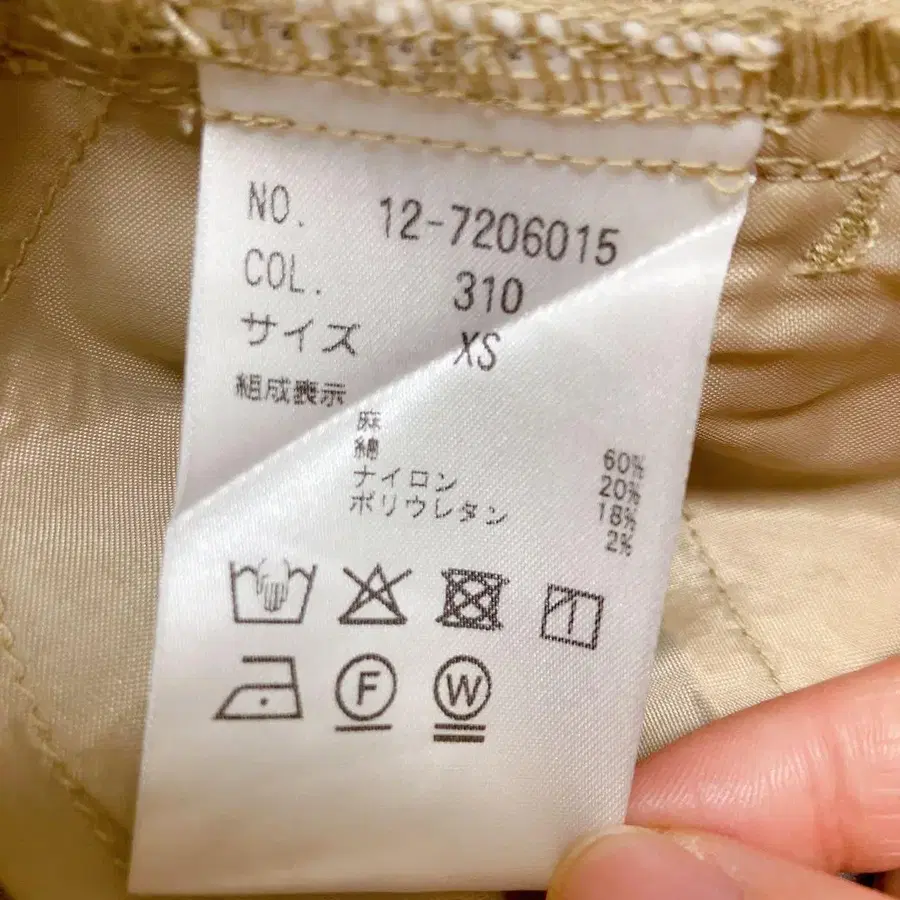 NO. 12-7206015
COL. 310
サイズ XS
組成表示
麻 60%
綿 20%
ナイロン 18%
ポリウレタン 2%
F W